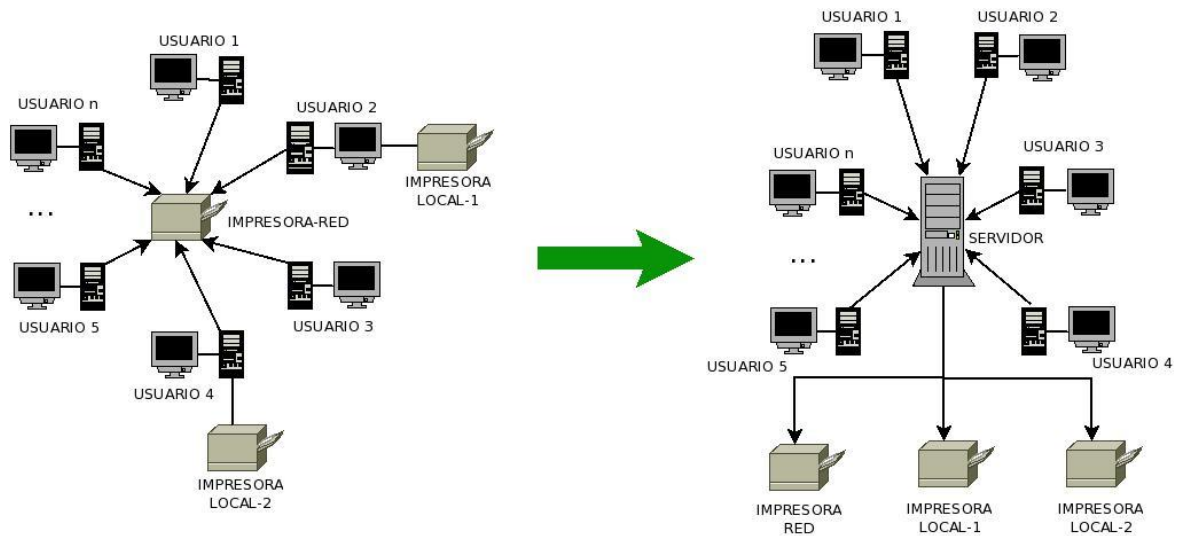 USUARIO 1
USUARIO n
USUARIO 2
IMPRESORA
LOCAL-1
...
IMPRESORA-RED
USUARIO 5
USUARIO 3
USUARIO 4
IMPRESORA
LOCAL-2
USUARIO 1
USUARIO 2
USUARIO n
USUARIO 3
SERVIDOR
...
USUARIO 5
USUARIO 4
IMPRESORA
RED
IMPRESORA
LOCAL-1
IMPRESORA
LOCAL-2